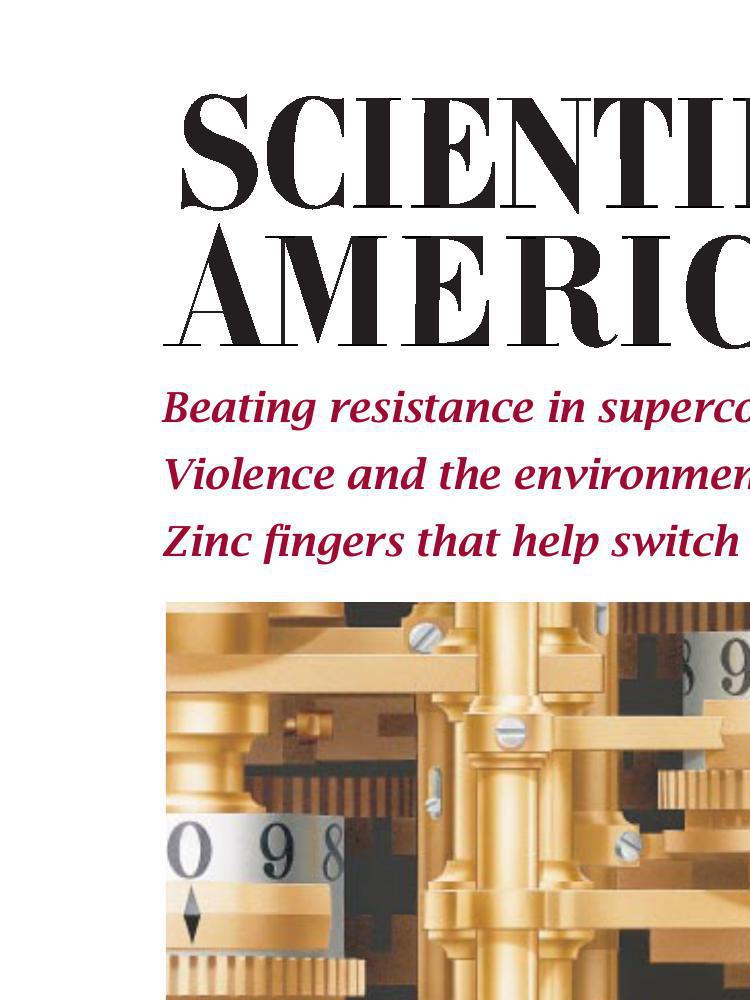 SCIENTI
AMERIC
Beating resistance in superco
Violence and the environmen
Zinc fingers that help switch
8 9
0 9 8